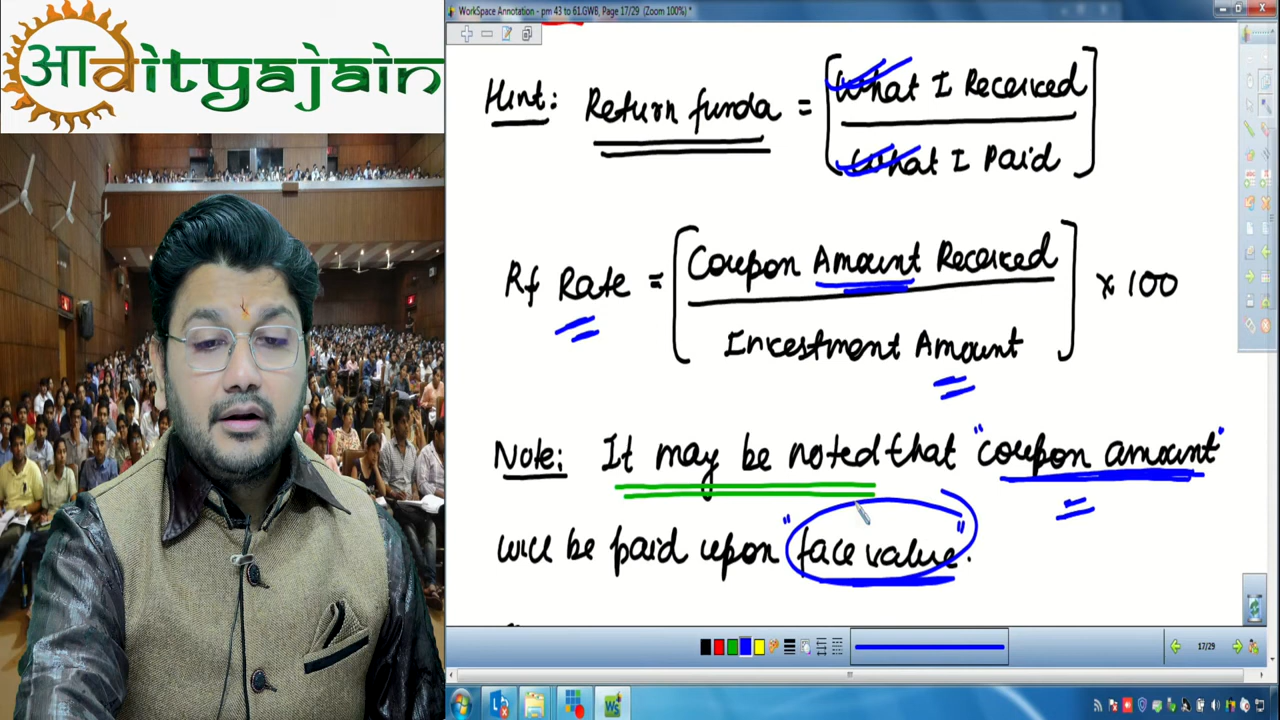 आdityajain
WorkSpace Annotation - pm 43 to 61.GWB, Page 17/29 (Zoom 100%) *
Hint: Return funda = [What I Received
What I Paid]
Rf Rate = [Coupon Amount Received
Investment Amount] × 100
Note: It may be noted that "coupon amount"
will be paid upon "face value".
17/29